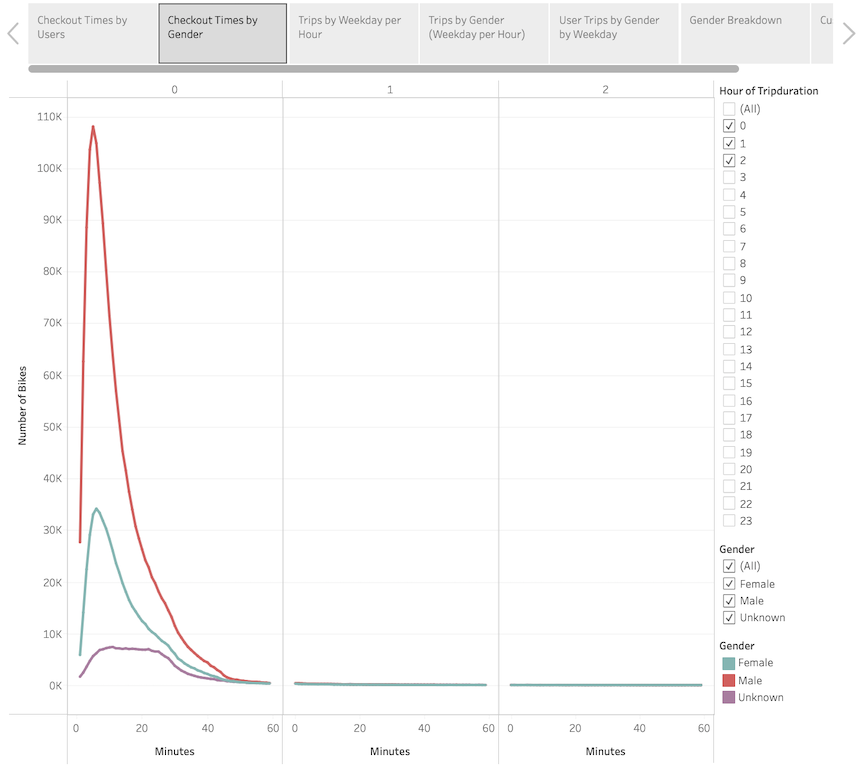 Checkout Times by
Users
Checkout Times by
Gender
Trips by Weekday per
Hour
Trips by Gender
(Weekday per Hour)
User Trips by Gender
by Weekday
Gender Breakdown
Cu
0
1
2
110K
100K
90K
80K
70K
60K
50K
40K
30K
20K
10K
0K
Number of Bikes
0
20
40
60
0
20
40
60
0
20
40
60
Minutes
Minutes
Minutes
Hour of Tripduration
(All)
0
1
2
3
4
5
6
7
8
9
10
11
12
13
14
15
16
17
18
19
20
21
22
23
Gender
(All)
Female
Male
Unknown
Gender
Female
Male
Unknown